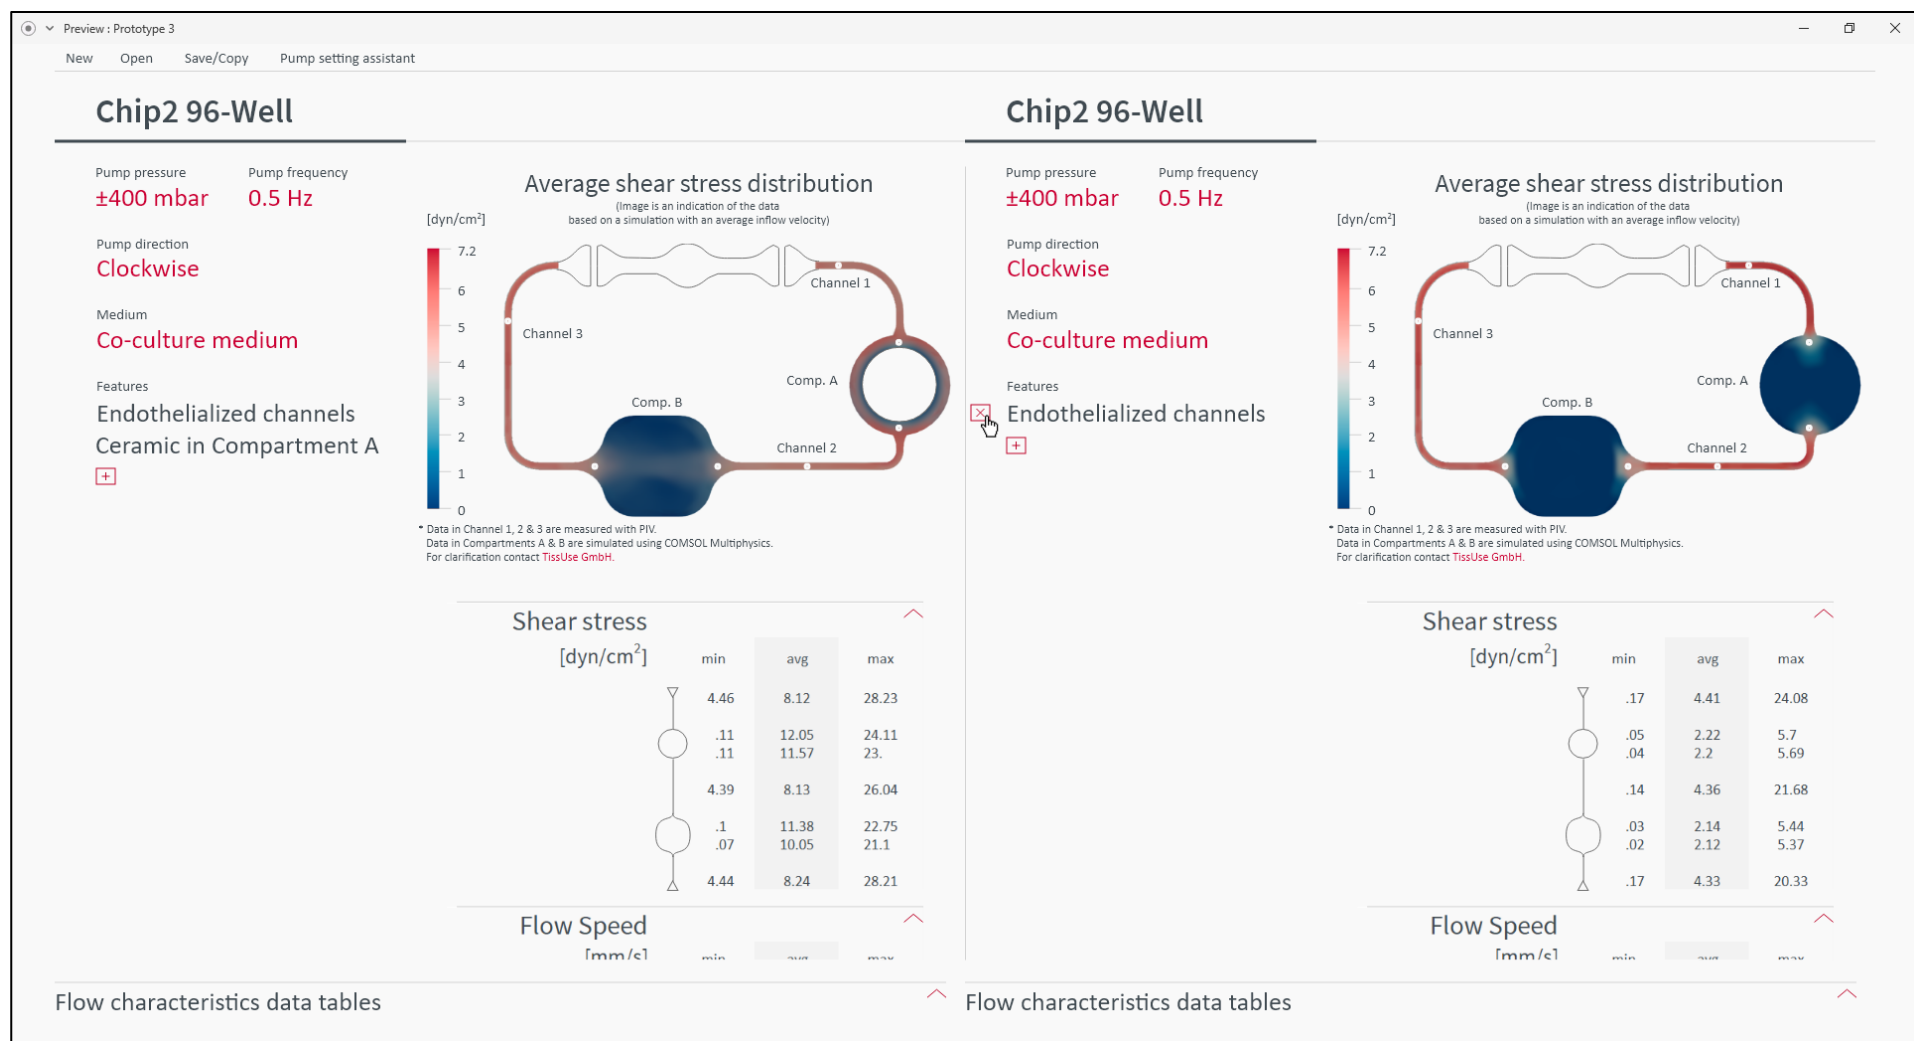 Preview : Prototype 3
New Open Save/Copy Pump setting assistant
Chip2 96-Well
Pump pressure Pump frequency
±400 mbar 0.5 Hz
Pump direction
Clockwise
Medium
Co-culture medium
Features
Endothelialized channels
Ceramic in Compartment A
Average shear stress distribution
(Image is an indication of the data
based on a simulation with an average inflow velocity)
[dyn/cm²]
7.2
6
5
4
3
2
1
0
Channel 1
Channel 3
Comp. A
Comp. B
Channel 2
* Data in Channel 1, 2 & 3 are measured with PIV.
Data in Compartments A & B are simulated using COMSOL Multiphysics.
For clarification contact TissUse GmbH.
Shear stress
[dyn/cm²] min avg max
4.46 8.12 28.23
.11 12.05 24.11
.11 11.57 23.
4.39 8.13 26.04
.1 11.38 22.75
.07 10.05 21.1
4.44 8.24 28.21
Flow Speed
[mm/s] min avg max
Flow characteristics data tables
Chip2 96-Well
Pump pressure Pump frequency
±400 mbar 0.5 Hz
Pump direction
Clockwise
Medium
Co-culture medium
Features
Endothelialized channels
Average shear stress distribution
(Image is an indication of the data
based on a simulation with an average inflow velocity)
[dyn/cm²]
7.2
6
5
4
3
2
1
0
Channel 1
Channel 3
Comp. A
Comp. B
Channel 2
* Data in Channel 1, 2 & 3 are measured with PIV.
Data in Compartments A & B are simulated using COMSOL Multiphysics.
For clarification contact TissUse GmbH.
Shear stress
[dyn/cm²] min avg max
.17 4.41 24.08
.05 2.22 5.7
.04 2.2 5.69
.14 4.36 21.68
.03 2.14 5.44
.02 2.12 5.37
.17 4.33 20.33
Flow Speed
[mm/s] min avg max
Flow characteristics data tables